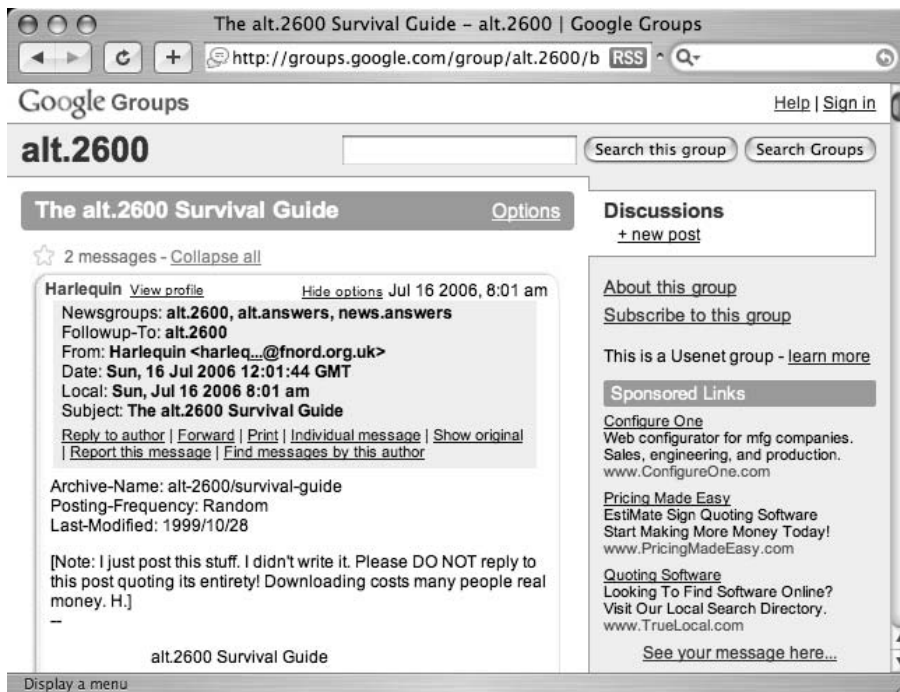 The alt.2600 Survival Guide – alt.2600 | Google Groups
http://groups.google.com/group/alt.2600/b RSS
Google Groups
Help | Sign in
alt.2600
Search this group
Search Groups
The alt.2600 Survival Guide
Options
2 messages - Collapse all
Harlequin View profile
Hide options Jul 16 2006, 8:01 am
Newsgroups: alt.2600, alt.answers, news.answers
Followup-To: alt.2600
From: Harlequin <harleq...@fnord.org.uk>
Date: Sun, 16 Jul 2006 12:01:44 GMT
Local: Sun, Jul 16 2006 8:01 am
Subject: The alt.2600 Survival Guide
Reply to author | Forward | Print | Individual message | Show original
| Report this message | Find messages by this author
Archive-Name: alt-2600/survival-guide
Posting-Frequency: Random
Last-Modified: 1999/10/28
[Note: I just post this stuff. I didn't write it. Please DO NOT reply to
this post quoting its entirety! Downloading costs many people real
money. H.]
--
alt.2600 Survival Guide
Discussions
+ new post
About this group
Subscribe to this group
This is a Usenet group - learn more
Sponsored Links
Configure One
Web configurator for mfg companies.
Sales, engineering, and production.
www.ConfigureOne.com
Pricing Made Easy
EstiMate Sign Quoting Software
Start Making More Money Today!
www.PricingMadeEasy.com
Quoting Software
Looking To Find Software Online?
Visit Our Local Search Directory.
www.TrueLocal.com
See your message here...
Display a menu